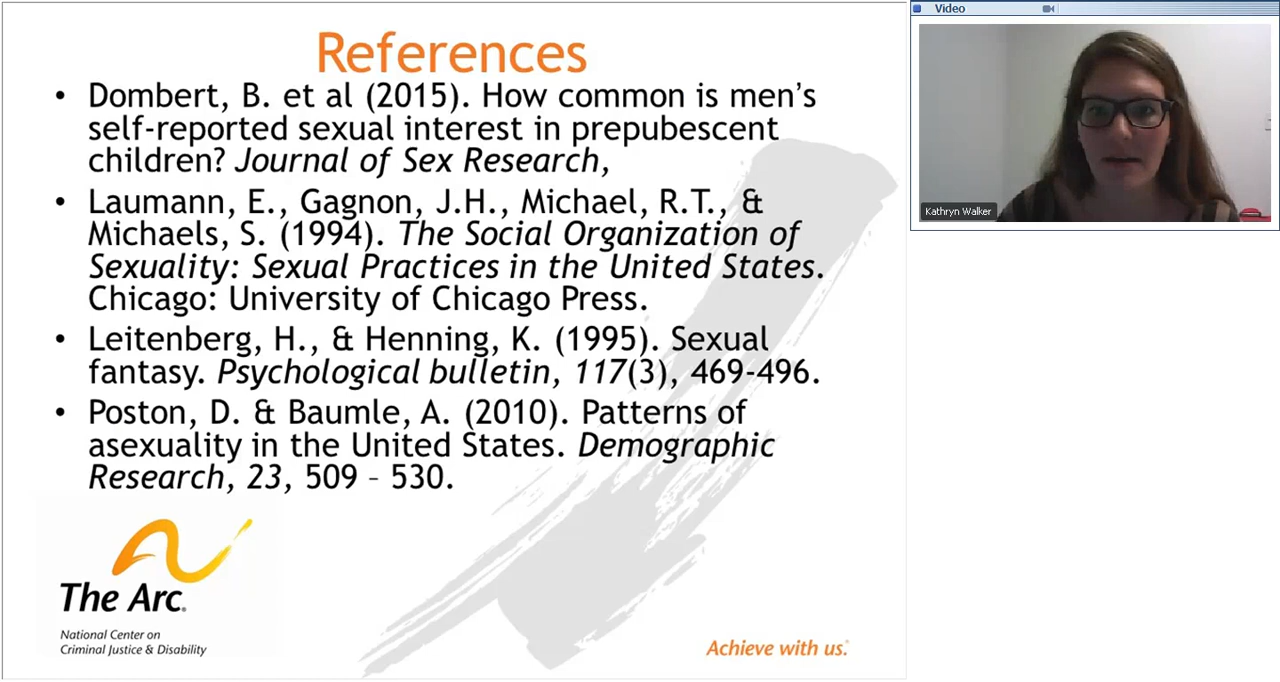 References
• Dombert, B. et al (2015). How common is men's
self-reported sexual interest in prepubescent
children? Journal of Sex Research,
• Laumann, E., Gagnon, J.H., Michael, R.T., &
Michaels, S. (1994). The Social Organization of
Sexuality: Sexual Practices in the United States.
Chicago: University of Chicago Press.
• Leitenberg, H., & Henning, K. (1995). Sexual
fantasy. Psychological bulletin, 117(3), 469-496.
• Poston, D. & Baumle, A. (2010). Patterns of
asexuality in the United States. Demographic
Research, 23, 509 – 530.
The Arc®
National Center on
Criminal Justice & Disability
Achieve with us.®
Video
Kathryn Walker